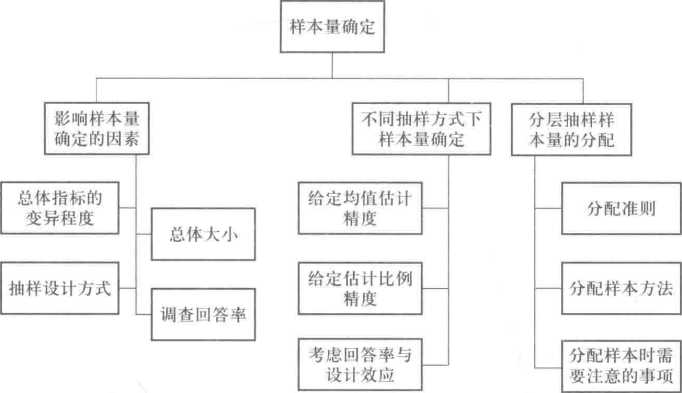 样本量确定
影响样本量
确定的因素
不同抽样方式下
样本量确定
分层抽样样
本量的分配
总体指标的
变异程度
总体大小
抽样设计方式
调查回答率
给定均值估计
精度
给定估计比例
精度
考虑回答率与
设计效应
分配准则
分配样本方法
分配样本时需
要注意的事项